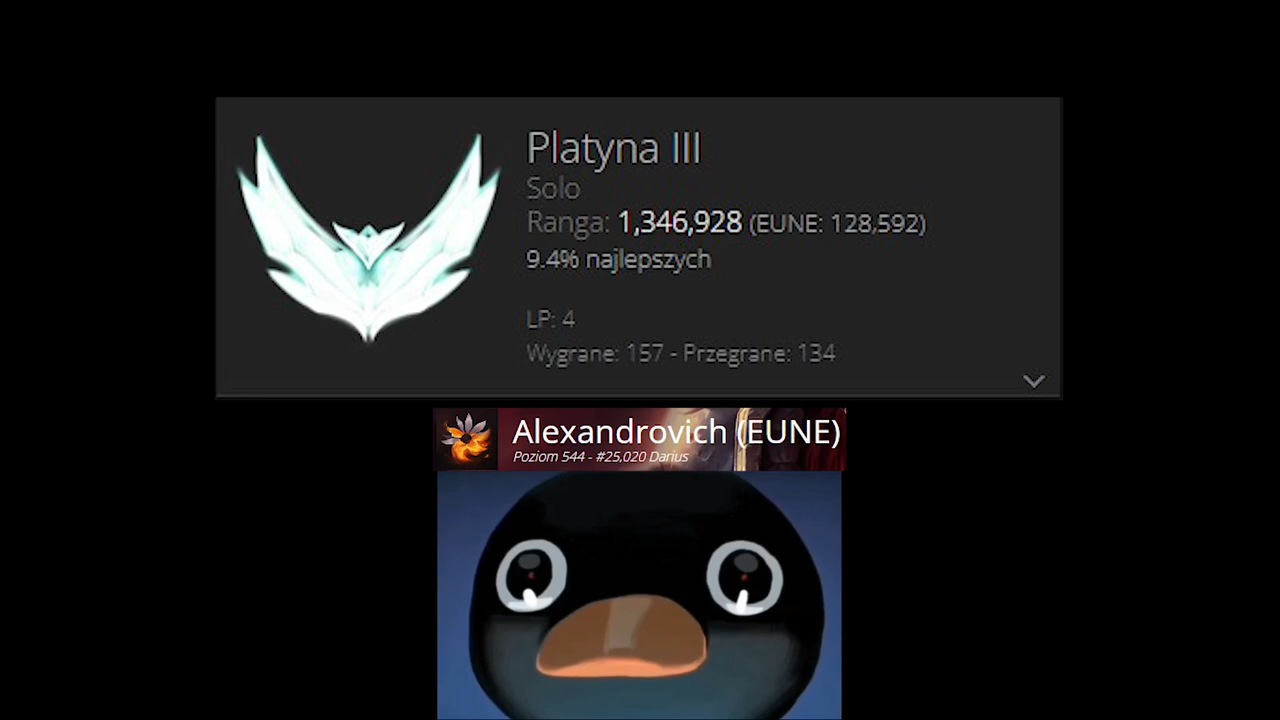 Platyna III
Solo
Ranga: 1,346,928 (EUNE: 128,592)
9.4% najlepszych
LP: 4
Wygrane: 157 - Przegrane: 134
Alexandrovich (EUNE)
Poziom 544 - #25,020 Darius